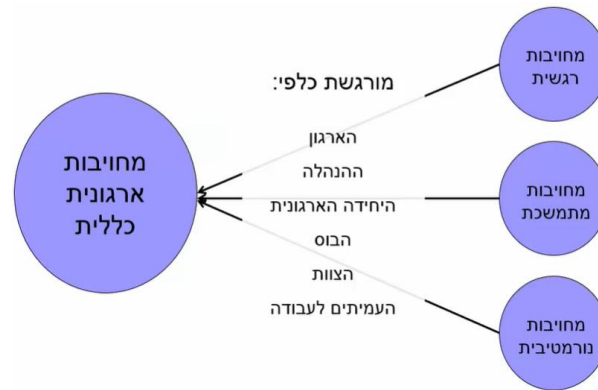 מחויבות
רגשית
מורגשת כלפי:
הארגון
ההנהלה
היחידה הארגונית
הבוס
הצוות
העמיתים לעבודה
מחויבות
ארגונית
כללית
מחויבות
מתמשכת
מחויבות
נורמטיבית